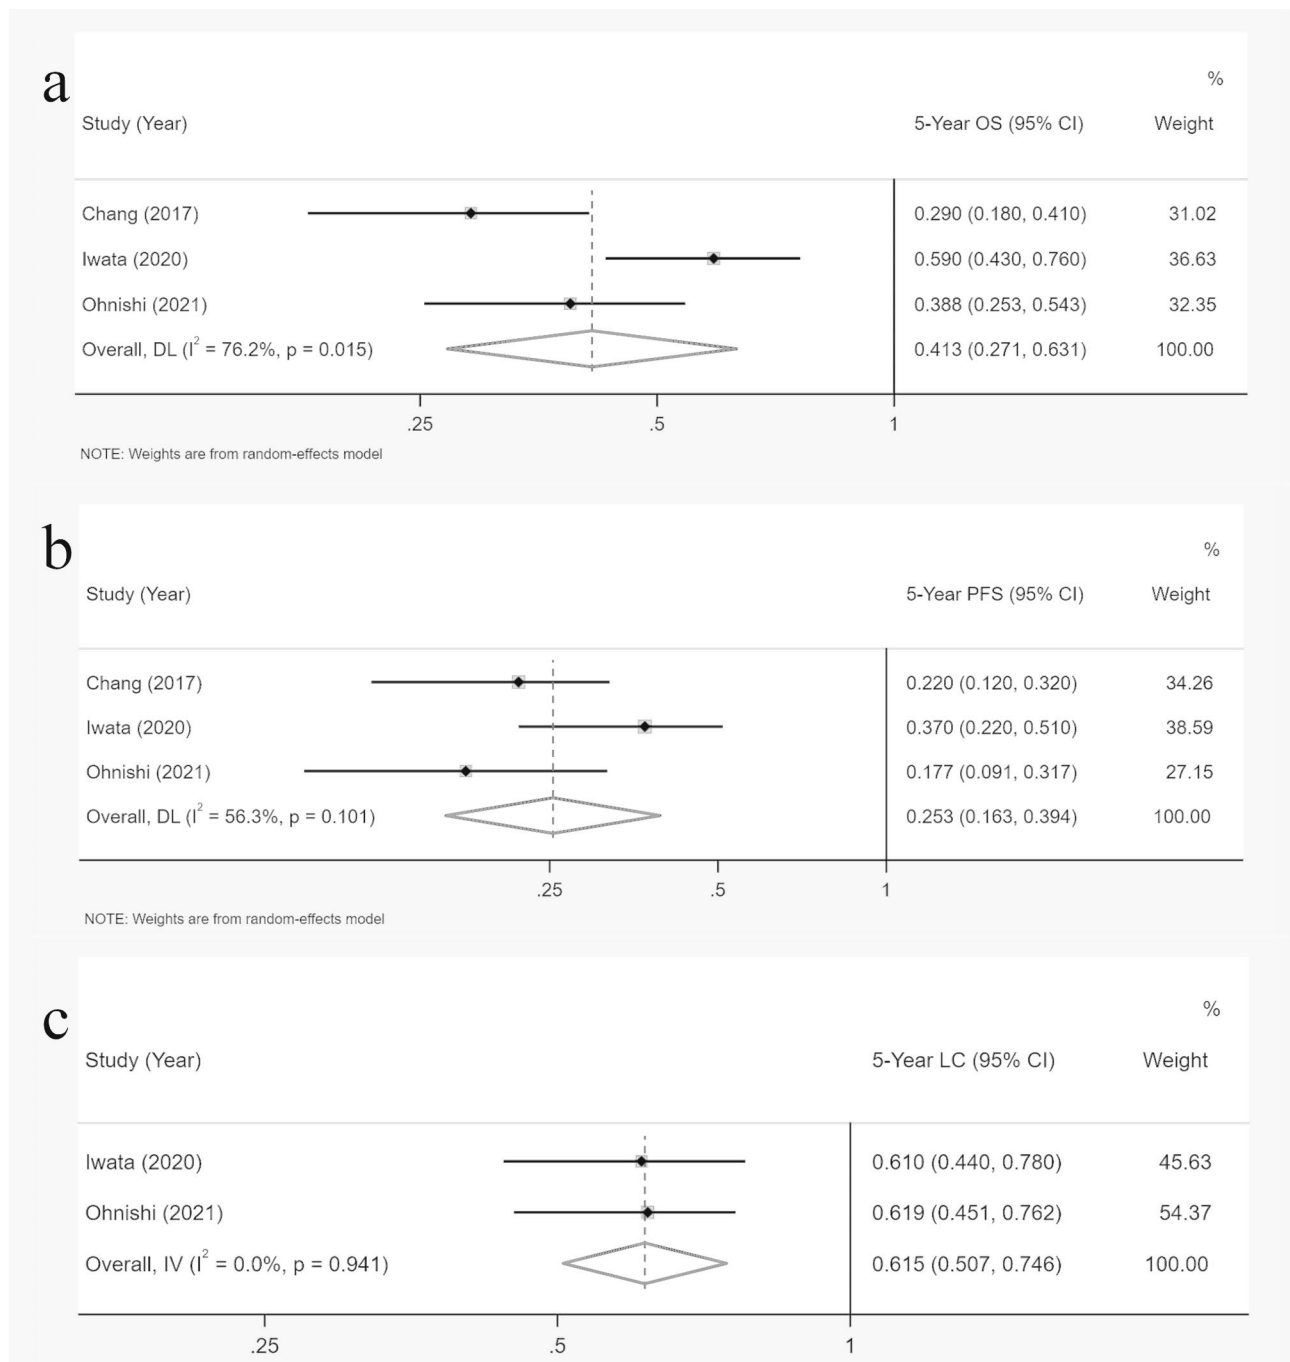 a
%
Study (Year) 5-Year OS (95% CI) Weight
Chang (2017) 0.290 (0.180, 0.410) 31.02
Iwata (2020) 0.590 (0.430, 0.760) 36.63
Ohnishi (2021) 0.388 (0.253, 0.543) 32.35
Overall, DL (I² = 76.2%, p = 0.015) 0.413 (0.271, 0.631) 100.00
.25 .5 1
NOTE: Weights are from random-effects model
b
%
Study (Year) 5-Year PFS (95% CI) Weight
Chang (2017) 0.220 (0.120, 0.320) 34.26
Iwata (2020) 0.370 (0.220, 0.510) 38.59
Ohnishi (2021) 0.177 (0.091, 0.317) 27.15
Overall, DL (I² = 56.3%, p = 0.101) 0.253 (0.163, 0.394) 100.00
.25 .5 1
NOTE: Weights are from random-effects model
c
%
Study (Year) 5-Year LC (95% CI) Weight
Iwata (2020) 0.610 (0.440, 0.780) 45.63
Ohnishi (2021) 0.619 (0.451, 0.762) 54.37
Overall, IV (I² = 0.0%, p = 0.941) 0.615 (0.507, 0.746) 100.00
.25 .5 1